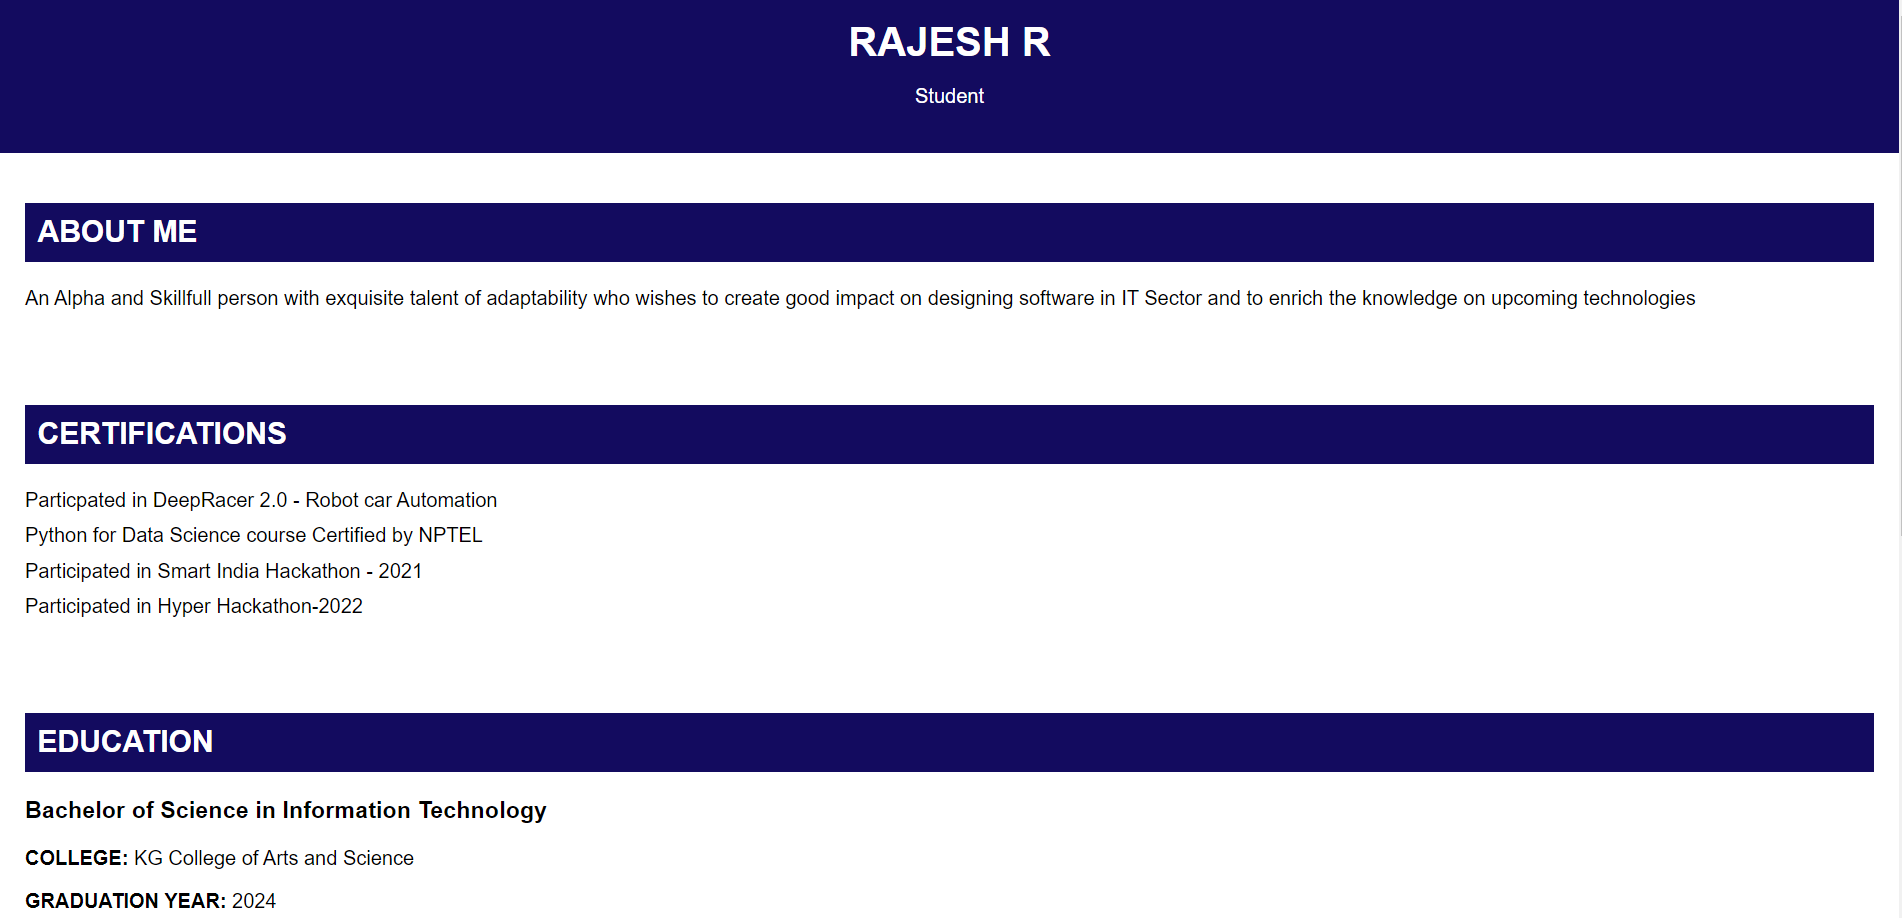 RAJESH R
Student
ABOUT ME
An Alpha and Skillfull person with exquisite talent of adaptability who wishes to create good impact on designing software in IT Sector and to enrich the knowledge on upcoming technologies
CERTIFICATIONS
Particpated in DeepRacer 2.0 - Robot car Automation
Python for Data Science course Certified by NPTEL
Participated in Smart India Hackathon - 2021
Participated in Hyper Hackathon-2022
EDUCATION
Bachelor of Science in Information Technology
COLLEGE: KG College of Arts and Science
GRADUATION YEAR: 2024